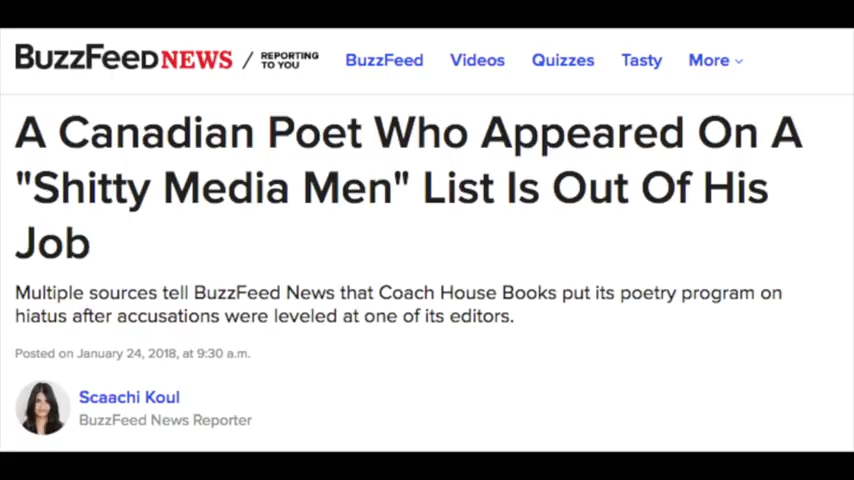 BuzzFeed NEWS / REPORTING TO YOU BuzzFeed Videos Quizzes Tasty More
A Canadian Poet Who Appeared On A
"Shitty Media Men" List Is Out Of His
Job
Multiple sources tell BuzzFeed News that Coach House Books put its poetry program on
hiatus after accusations were leveled at one of its editors.
Posted on January 24, 2018, at 9:30 a.m.
Scaachi Koul
BuzzFeed News Reporter